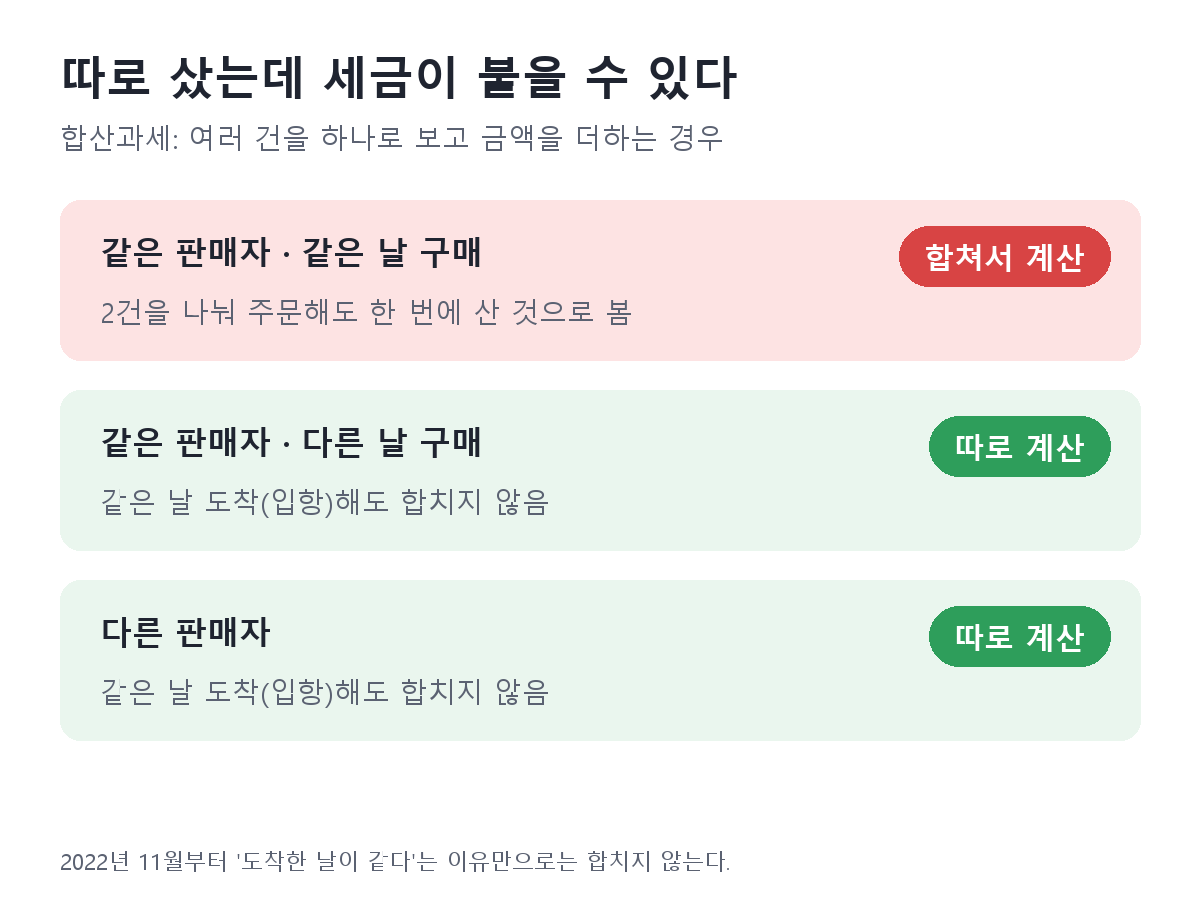 따로 샀는데 세금이 붙을 수 있다
합산과세: 여러 건을 하나로 보고 금액을 더하는 경우
같은 판매자 · 같은 날 구매
합쳐서 계산
2건을 나눠 주문해도 한 번에 산 것으로 봄
같은 판매자 · 다른 날 구매
따로 계산
같은 날 도착(입항)해도 합치지 않음
다른 판매자
따로 계산
같은 날 도착(입항)해도 합치지 않음
2022년 11월부터 '도착한 날이 같다'는 이유만으로는 합치지 않는다.